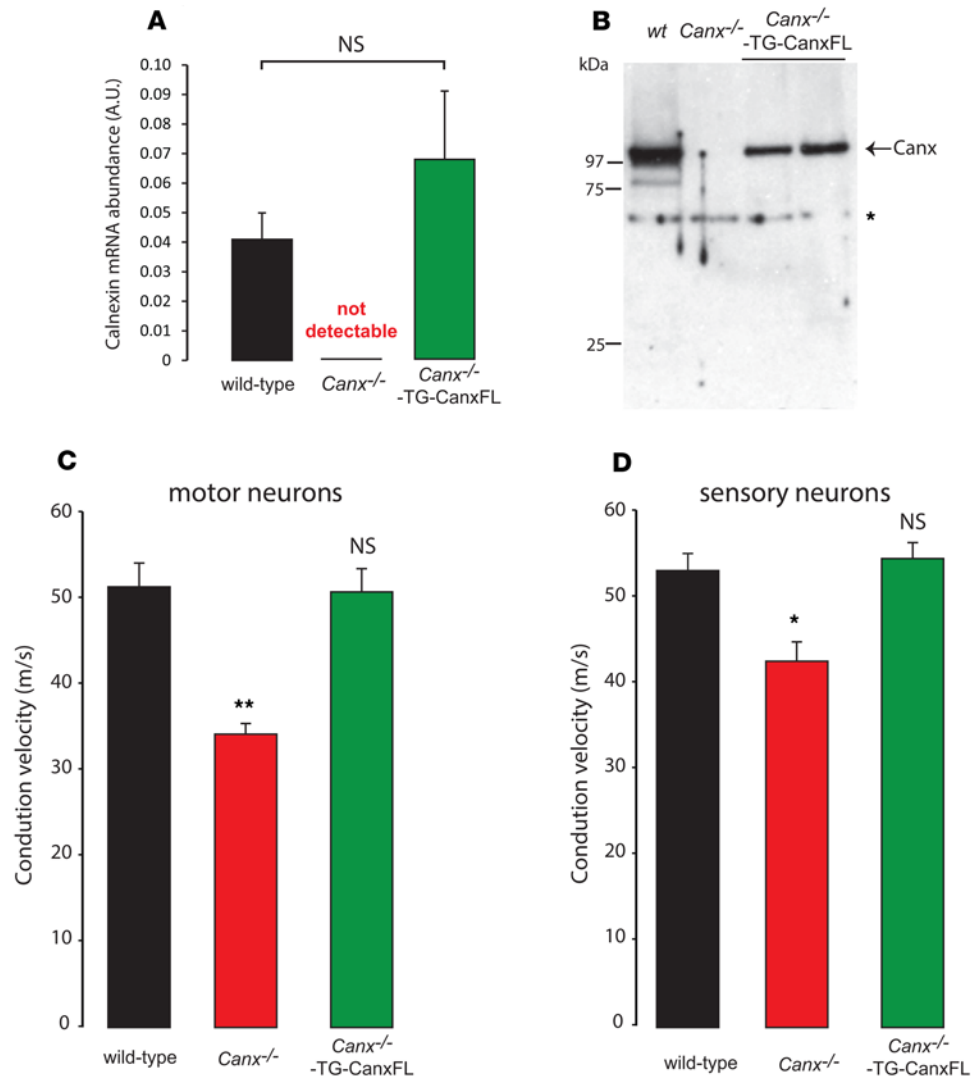 A
NS
Calnexin mRNA abundance (A.U.)
0.10
0.09
0.08
0.07
0.06
0.05
0.04
0.03
0.02
0.01
0
not
detectable
wild-type
Canx-/-
Canx-/-
-TG-CanxFL
B
wt
Canx-/-
Canx-/-
-TG-CanxFL
kDa
97
75
25
←Canx
*
C
motor neurons
Condution velocity (m/s)
60
50
40
30
20
10
0
**
NS
wild-type
Canx-/-
Canx-/-
-TG-CanxFL
D
sensory neurons
Condution velocity (m/s)
60
50
40
30
20
10
0
*
NS
wild-type
Canx-/-
Canx-/-
-TG-CanxFL